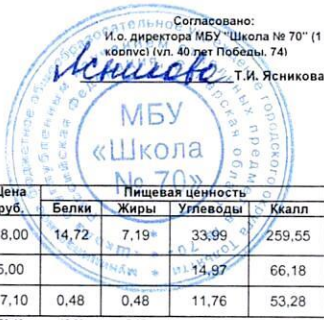 Согласовано:
И.о. директора МБУ "Школа № 70" (1
корпус) (ул. 40 лет Победы, 74)
Т.И. Ясникова
МБУ
«Школа
№ 70»
Цена Пищевая ценность
руб. Белки Жиры Углеводы Ккалл
8,00 14,72 7,19 33,99 259,55
5,00 14,97 66,18
7,10 0,48 0,48 11,76 53,28